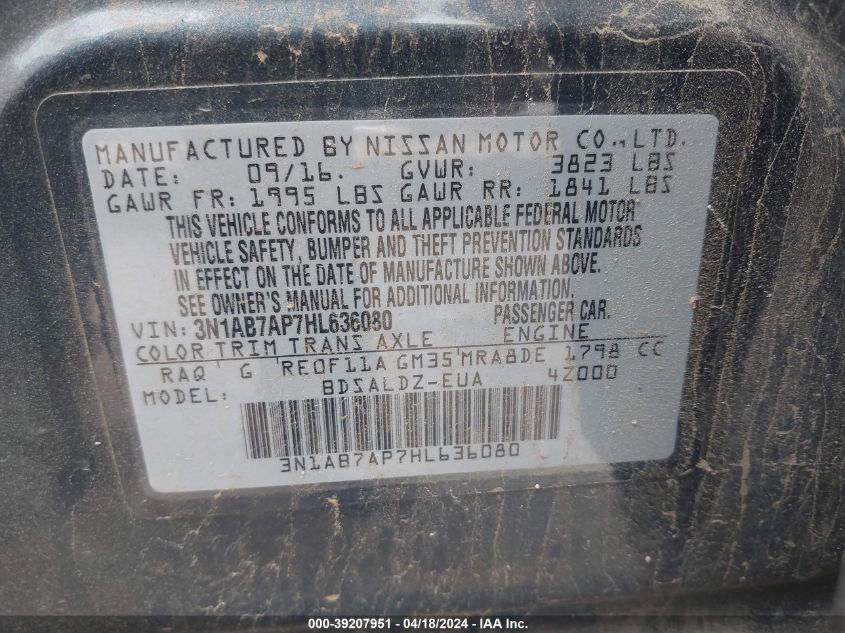 MANUFACTURED BY NISSAN MOTOR CO.,LTD.
DATE: 09/16. GVWR: 3823 LBS
GAWR FR: 1995 LBS GAWR RR: 1841 LBS
THIS VEHICLE CONFORMS TO ALL APPLICABLE FEDERAL MOTOR
VEHICLE SAFETY, BUMPER AND THEFT PREVENTION STANDARDS
IN EFFECT ON THE DATE OF MANUFACTURE SHOWN ABOVE.
SEE OWNER'S MANUAL FOR ADDITIONAL LOADING INFO.
VIN: 3N1AB7AP7HL636080 PASSENGER CAR.
COLOR TRIM TRANS AXLE ENGINE
RAQ G RE0F11A GM35 MRA8DE 1798 CC
MODEL: BDSALDZ-EUA 4Z000
3N1AB7AP7HL636080
000-39207951 - 04/18/2024 - IAA Inc.